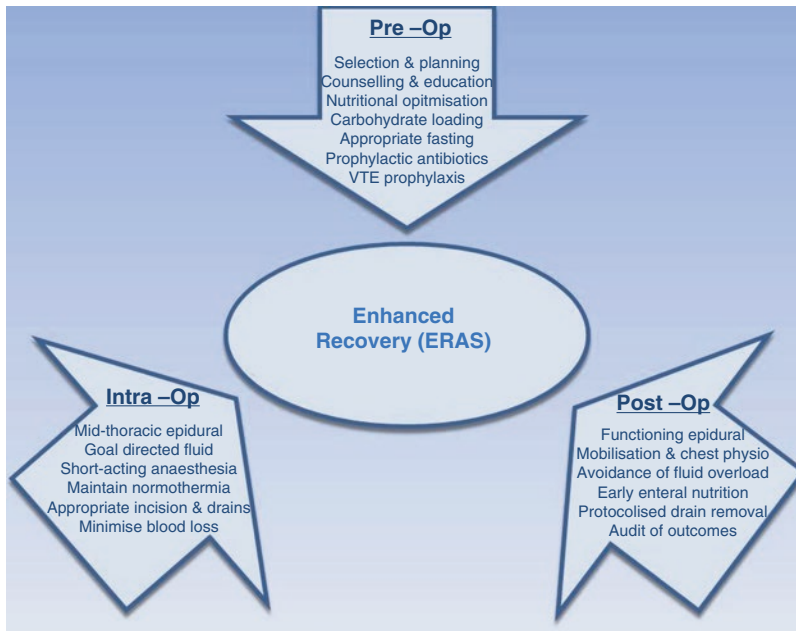 Pre –Op
Selection & planning
Counselling & education
Nutritional opitmisation
Carbohydrate loading
Appropriate fasting
Prophylactic antibiotics
VTE prophylaxis
Enhanced
Recovery (ERAS)
Intra –Op
Mid-thoracic epidural
Goal directed fluid
Short-acting anaesthesia
Maintain normothermia
Appropriate incision & drains
Minimise blood loss
Post –Op
Functioning epidural
Mobilisation & chest physio
Avoidance of fluid overload
Early enteral nutrition
Protocolised drain removal
Audit of outcomes